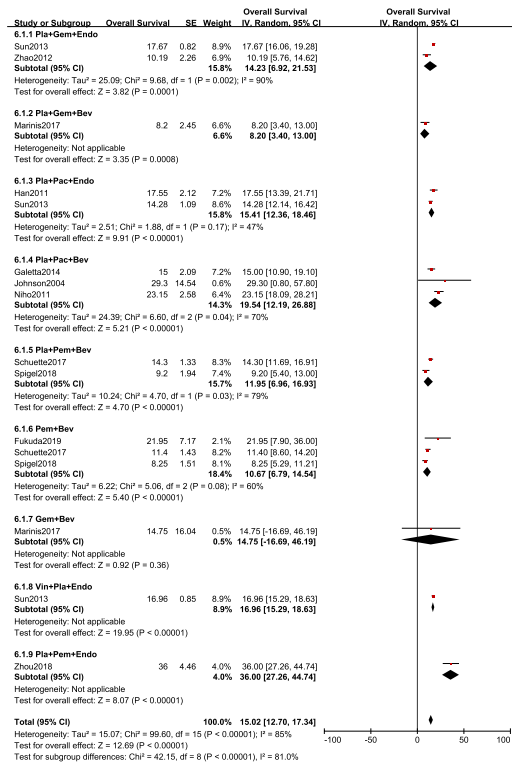 Overall Survival Overall Survival
Study or Subgroup Overall Survival SE Weight IV, Random, 95% CI IV, Random, 95% CI
6.1.1 Pla+Gem+Endo
Sun2013 17.67 0.82 8.9% 17.67 [16.06, 19.28]
Zhao2012 10.19 2.26 6.9% 10.19 [5.76, 14.62]
Subtotal (95% CI) 15.8% 14.23 [6.92, 21.53]
Heterogeneity: Tau² = 25.09; Chi² = 9.68, df = 1 (P = 0.002); I² = 90%
Test for overall effect: Z = 3.82 (P = 0.0001)
6.1.2 Pla+Gem+Bev
Marinis2017 8.2 2.45 6.6% 8.20 [3.40, 13.00]
Subtotal (95% CI) 6.6% 8.20 [3.40, 13.00]
Heterogeneity: Not applicable
Test for overall effect: Z = 3.35 (P = 0.0008)
6.1.3 Pla+Pac+Endo
Han2011 17.55 2.12 7.2% 17.55 [13.39, 21.71]
Sun2013 14.28 1.09 8.6% 14.28 [12.14, 16.42]
Subtotal (95% CI) 15.8% 15.41 [12.36, 18.46]
Heterogeneity: Tau² = 2.51; Chi² = 1.88, df = 1 (P = 0.17); I² = 47%
Test for overall effect: Z = 9.91 (P < 0.00001)
6.1.4 Pla+Pac+Bev
Galetta2014 15 2.09 7.2% 15.00 [10.90, 19.10]
Johnson2004 29.3 14.54 0.6% 29.30 [0.80, 57.80]
Niho2011 23.15 2.58 6.4% 23.15 [18.09, 28.21]
Subtotal (95% CI) 14.3% 19.54 [12.19, 26.88]
Heterogeneity: Tau² = 24.39; Chi² = 6.60, df = 2 (P = 0.04); I² = 70%
Test for overall effect: Z = 5.21 (P < 0.00001)
6.1.5 Pla+Pem+Bev
Schuette2017 14.3 1.33 8.3% 14.30 [11.69, 16.91]
Spigel2018 9.2 1.94 7.4% 9.20 [5.40, 13.00]
Subtotal (95% CI) 15.7% 11.95 [6.96, 16.93]
Heterogeneity: Tau² = 10.24; Chi² = 4.70, df = 1 (P = 0.03); I² = 79%
Test for overall effect: Z = 4.70 (P < 0.00001)
6.1.6 Pem+Bev
Fukuda2019 21.95 7.17 2.1% 21.95 [7.90, 36.00]
Schuette2017 11.4 1.43 8.2% 11.40 [8.60, 14.20]
Spigel2018 8.25 1.51 8.1% 8.25 [5.29, 11.21]
Subtotal (95% CI) 18.4% 10.67 [6.79, 14.54]
Heterogeneity: Tau² = 6.22; Chi² = 5.06, df = 2 (P = 0.08); I² = 60%
Test for overall effect: Z = 5.40 (P < 0.00001)
6.1.7 Gem+Bev
Marinis2017 14.75 16.04 0.5% 14.75 [-16.69, 46.19]
Subtotal (95% CI) 0.5% 14.75 [-16.69, 46.19]
Heterogeneity: Not applicable
Test for overall effect: Z = 0.92 (P = 0.36)
6.1.8 Vin+Pla+Endo
Sun2013 16.96 0.85 8.9% 16.96 [15.29, 18.63]
Subtotal (95% CI) 8.9% 16.96 [15.29, 18.63]
Heterogeneity: Not applicable
Test for overall effect: Z = 19.95 (P < 0.00001)
6.1.9 Pla+Pem+Endo
Zhou2018 36 4.46 4.0% 36.00 [27.26, 44.74]
Subtotal (95% CI) 4.0% 36.00 [27.26, 44.74]
Heterogeneity: Not applicable
Test for overall effect: Z = 8.07 (P < 0.00001)
Total (95% CI) 100.0% 15.02 [12.70, 17.34]
Heterogeneity: Tau² = 15.07; Chi² = 99.60, df = 15 (P < 0.00001); I² = 85%
Test for overall effect: Z = 12.69 (P < 0.00001)
Test for subgroup differences: Chi² = 42.15, df = 8 (P < 0.00001), I² = 81.0%
-100 -50 0 50 100